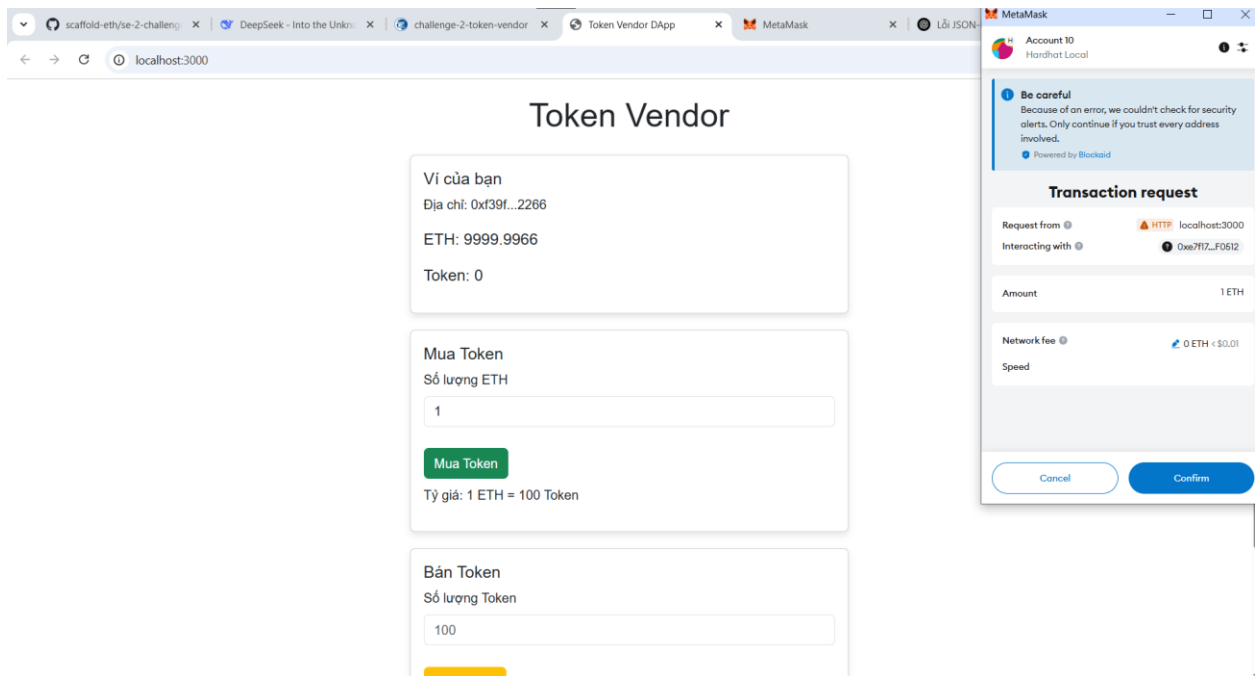 scaffold-eth/se-2-challeng
DeepSeek - Into the Unkn
challenge-2-token-vendor
Token Vendor DApp
MetaMask
Lỗi JSON-
localhost:3000
Token Vendor
Ví của bạn
Địa chỉ: 0xf39f...2266
ETH: 9999.9966
Token: 0
Mua Token
Số lượng ETH
1
Mua Token
Tỷ giá: 1 ETH = 100 Token
Bán Token
Số lượng Token
100
MetaMask
H
Account 10
Hardhat Local
Be careful
Because of an error, we couldn't check for security
alerts. Only continue if you trust every address
involved.
Powered by Blockaid
Transaction request
Request from
HTTP localhost:3000
Interacting with
0xe7f17...F0512
Amount
1 ETH
Network fee
0 ETH < $0.01
Speed
Cancel
Confirm